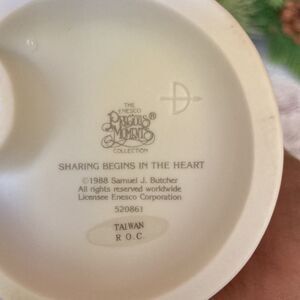 THE
ENESCO
PRECIOUS
MOMENTS®
COLLECTION
SHARING BEGINS IN THE HEART
©1988 Samuel J. Butcher
All rights reserved worldwide
Licensee Enesco Corporation
520861
TAIWAN
R.O.C.